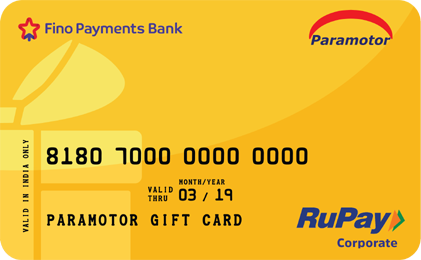 Fino Payments Bank
Paramotor
VALID IN INDIA ONLY
8180 7000 0000 0000
MONTH/YEAR
VALID THRU 03 / 19
PARAMOTOR GIFT CARD
RuPay
Corporate